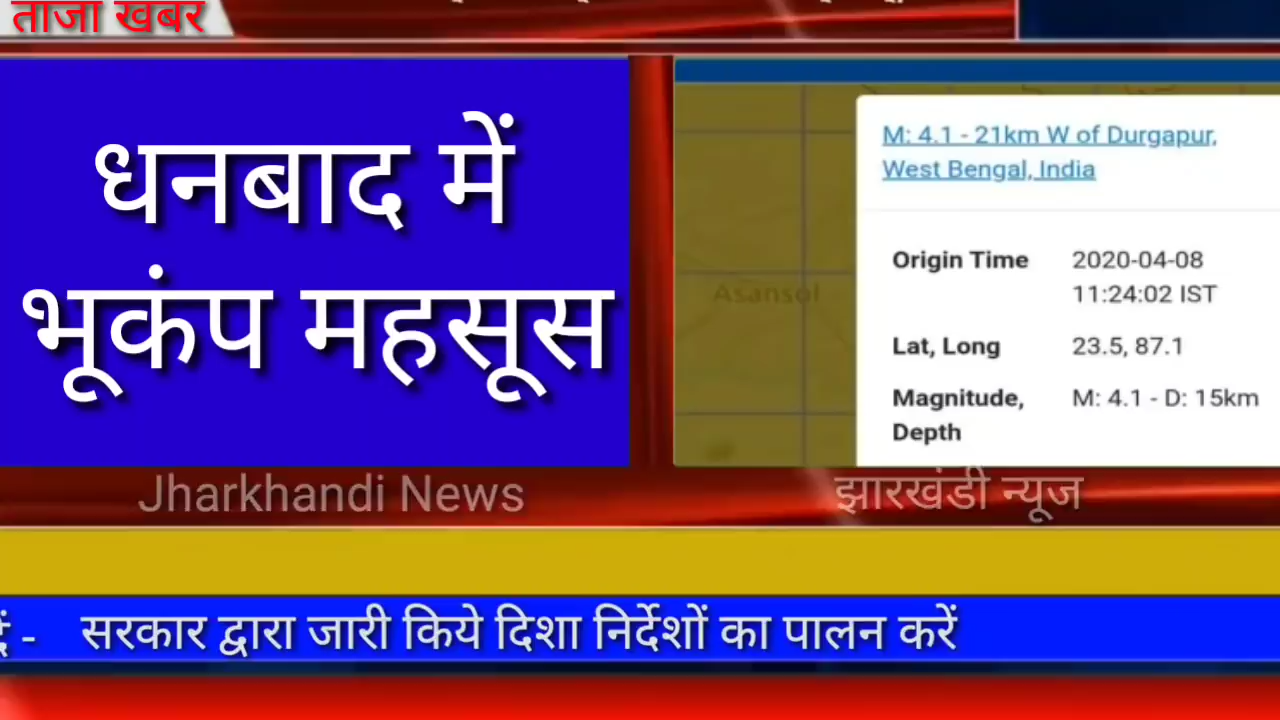 ताजा खबर
धनबाद में
भूकंप महसूस
M: 4.1 - 21km W of Durgapur,
West Bengal, India
Origin Time 2020-04-08
11:24:02 IST
Asansol
Lat, Long 23.5, 87.1
Magnitude, M: 4.1 - D: 15km
Depth
Jharkhandi News झारखंडी न्यूज
- सरकार द्वारा जारी किये दिशा निर्देशों का पालन करें